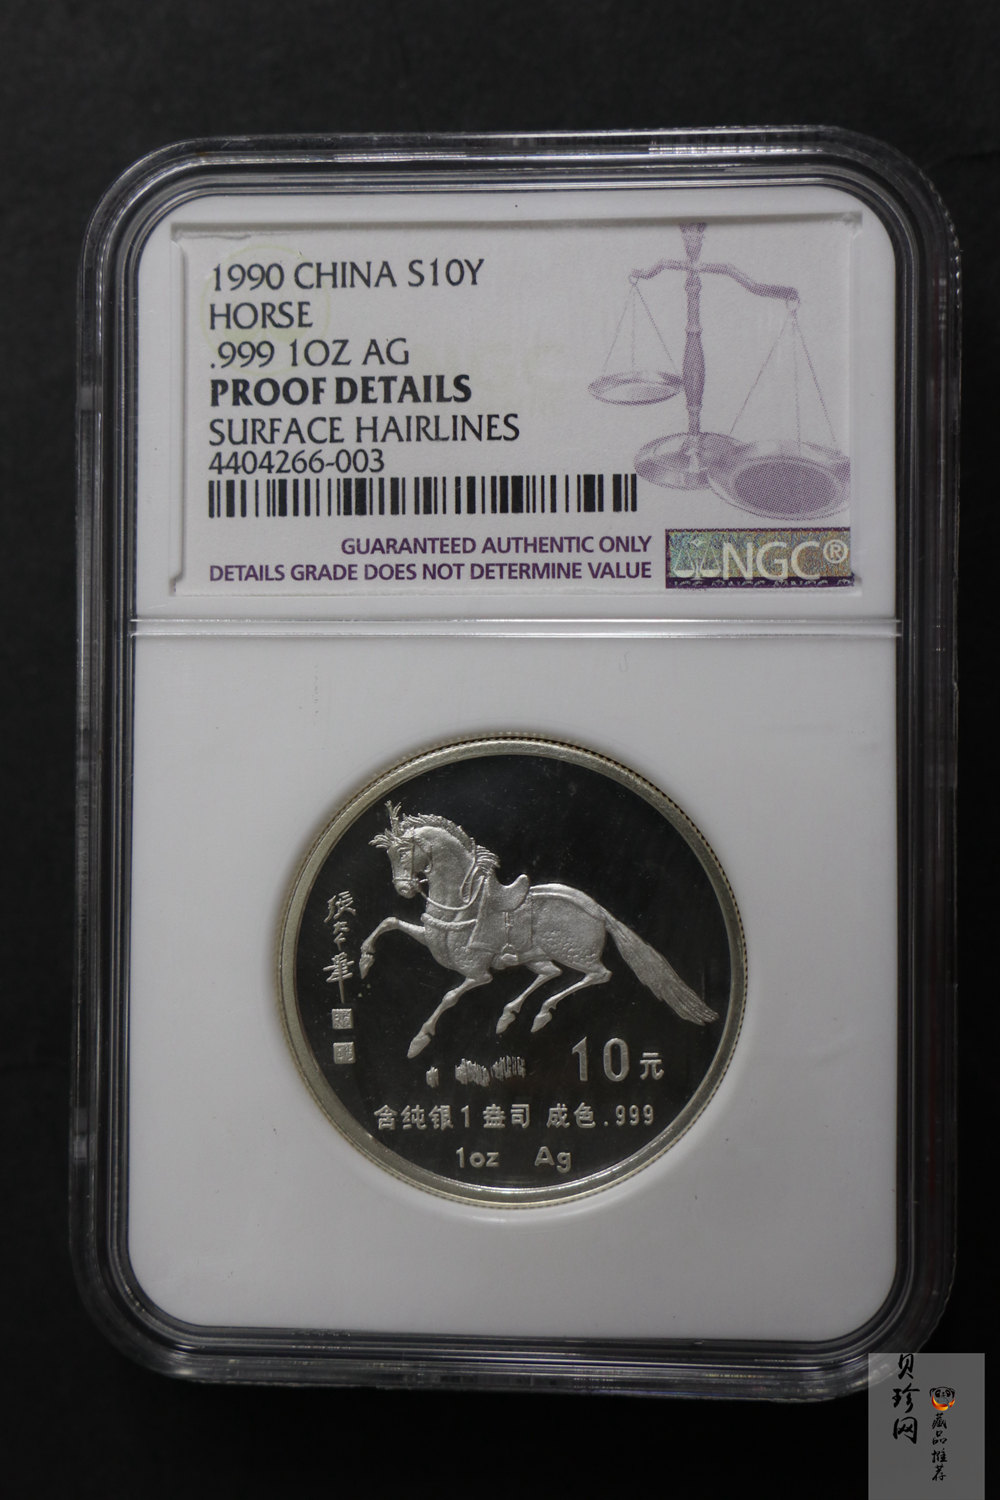 1990 CHINA S10Y
HORSE
.999 1OZ AG
PROOF DETAILS
SURFACE HAIRLINES
4404266-003
GUARANTEED AUTHENTIC ONLY
DETAILS GRADE DOES NOT DETERMINE VALUE
NGC®
10元
含纯银1盎司 成色.999
1oz Ag
贝珍网
藏品推荐